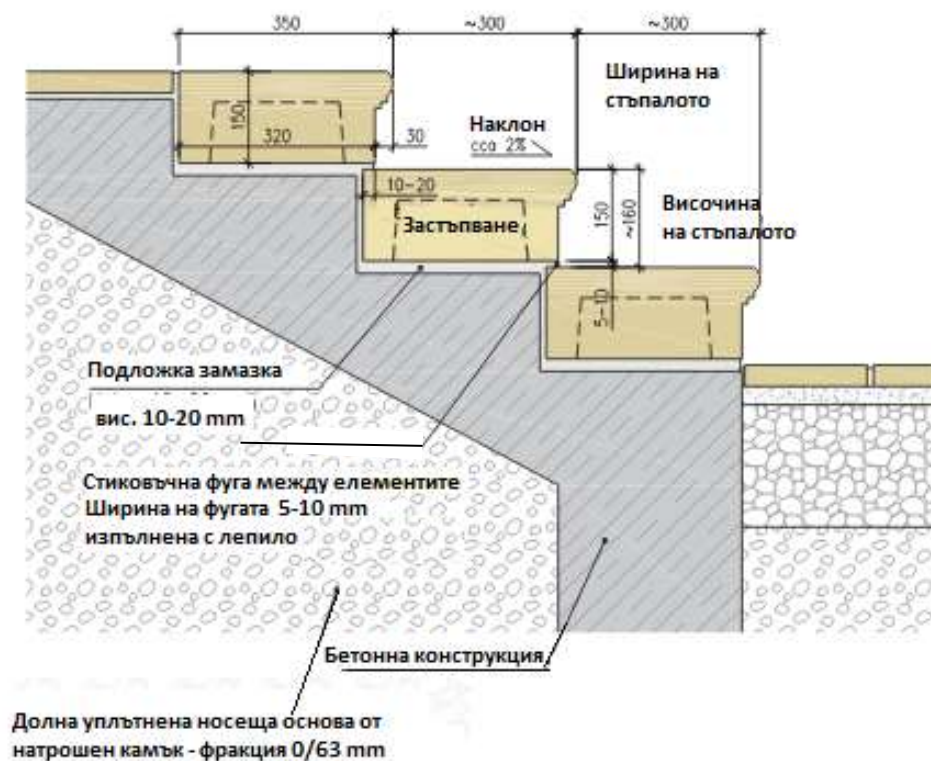 350
~300
~300
Ширина на
стъпалото
150
320
30
Наклон
cca 2%
10-20
Застъпване
150
~160
Височина
на стъпалото
5-10
Подложка замазка
вис. 10-20 mm
Стиковъчна фуга между елементите
Ширина на фугата 5-10 mm
изпълнена с лепило
Бетонна конструкция
Долна уплътнена носеща основа от
натрошен камък - фракция 0/63 mm